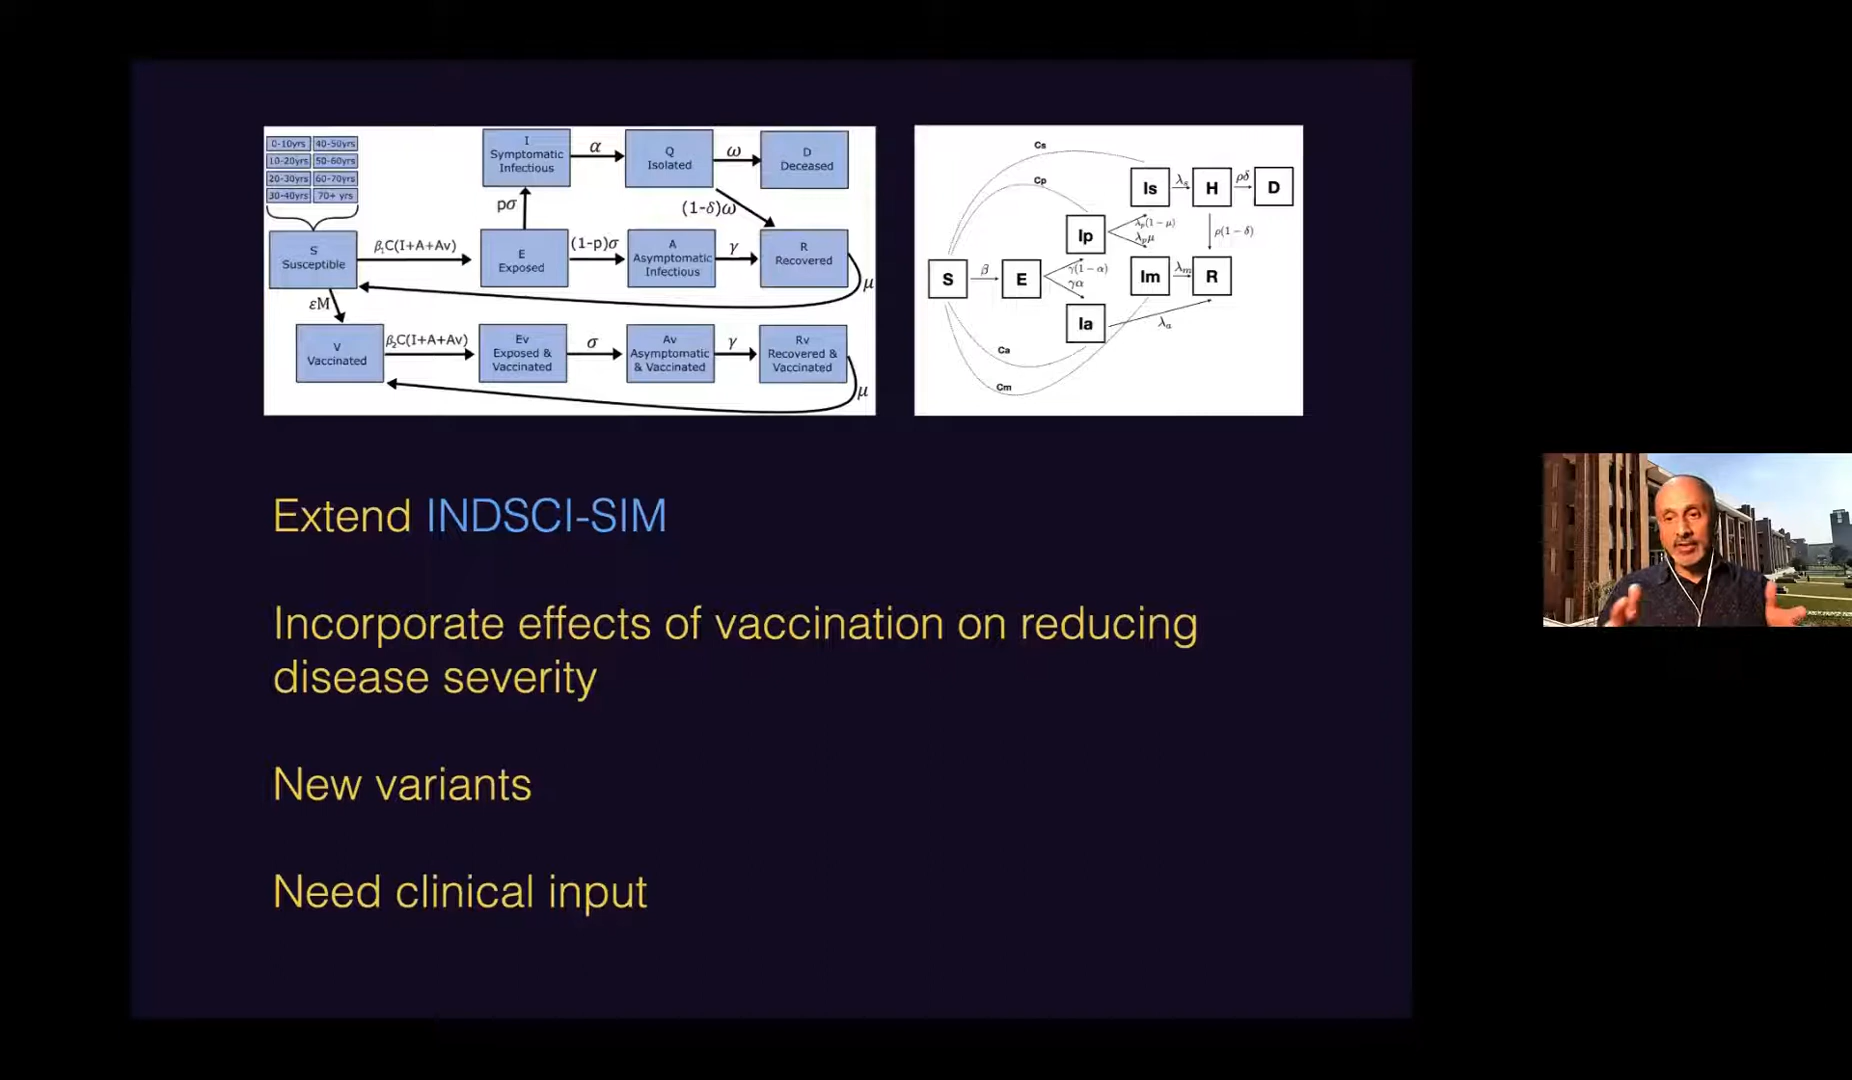 0-10yrs 40-50yrs
10-20yrs 50-60yrs
20-30yrs 60-70yrs
30-40yrs 70+ yrs
I
Symptomatic
Infectious
α
Q
Isolated
ω
D
Deceased
pσ
(1-δ)ω
S
Susceptible
β₁C(I+A+Av)
E
Exposed
(1-p)σ
A
Asymptomatic
Infectious
γ
R
Recovered
μ
εM
V
Vaccinated
β₂C(I+A+Av)
Ev
Exposed &
Vaccinated
σ
Av
Asymptomatic
& Vaccinated
γ
Rv
Recovered &
Vaccinated
μ
Cs
Cp
Is
λs
H
ρδ
D
Ip
λp(1 − μ)
λpμ
ρ(1 − δ)
S
β
E
γ(1 − α)
γα
Im
λm
R
Ia
λa
Ca
Cm
Extend INDSCI-SIM
Incorporate effects of vaccination on reducing
disease severity
New variants
Need clinical input